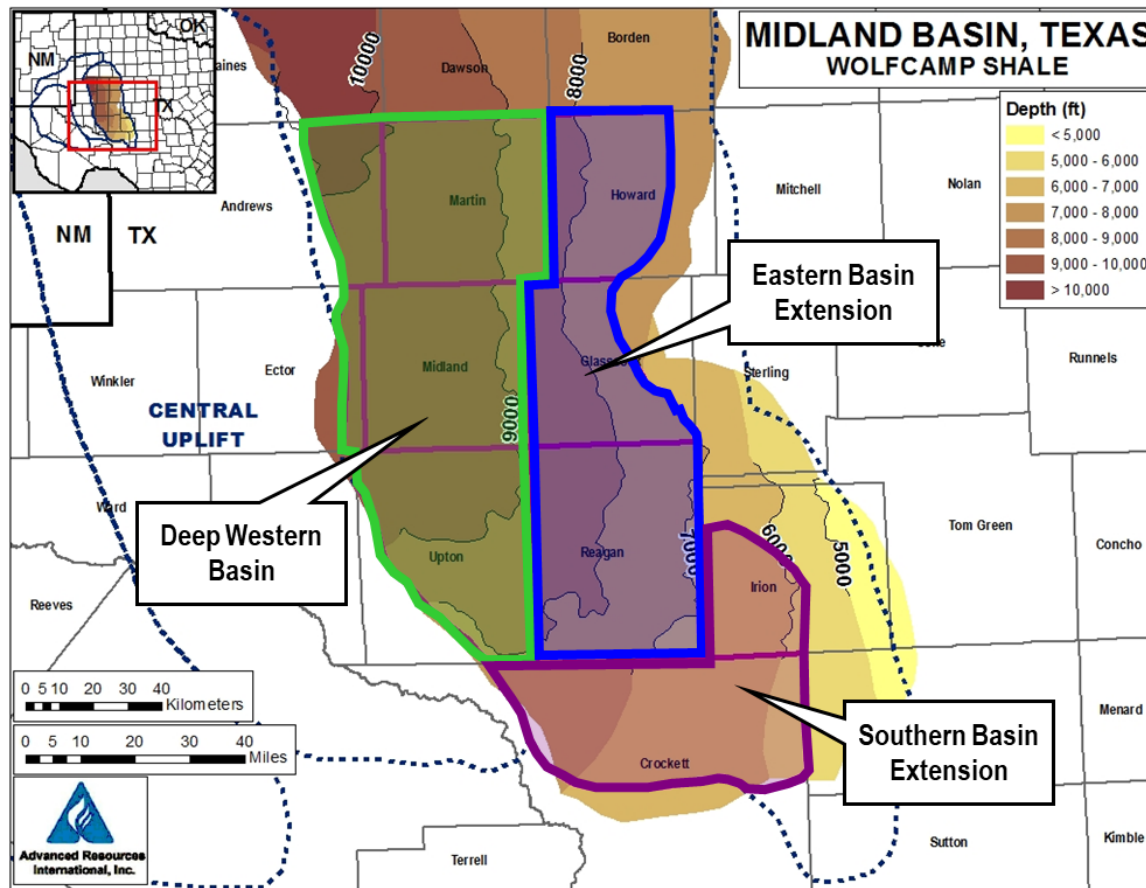 MIDLAND BASIN, TEXAS
WOLFCAMP SHALE
OK
NM
TX
Depth (ft)
< 5,000
5,000 - 6,000
6,000 - 7,000
7,000 - 8,000
8,000 - 9,000
9,000 - 10,000
> 10,000
aines
10000
Dawson
8000
Borden
Andrews
Martin
Howard
Mitchell
Nolan
NM
TX
Eastern Basin
Extension
Winkler
Ector
Midland
Sterling
Runnels
CENTRAL
UPLIFT
9000
Ward
Deep Western
Basin
Upton
Reagan
7000
6000
5000
Tom Green
Concho
Reeves
Irion
0 5 10 20 30 40
Kilometers
0 5 10 20 30 40
Miles
Southern Basin
Extension
Menard
Crockett
Advanced Resources
International, Inc.
Terrell
Sutton
Kimble